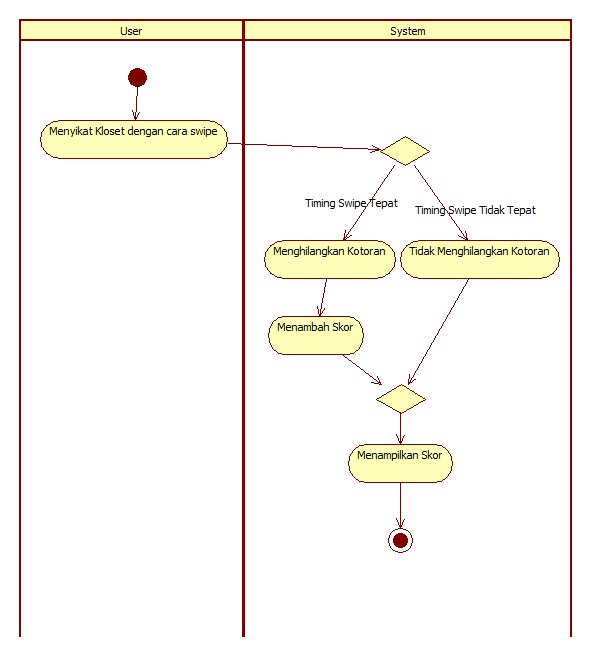 User
System
Menyikat Kloset dengan cara swipe
Timing Swipe Tepat
Timing Swipe Tidak Tepat
Menghilangkan Kotoran
Tidak Menghilangkan Kotoran
Menambah Skor
Menampilkan Skor